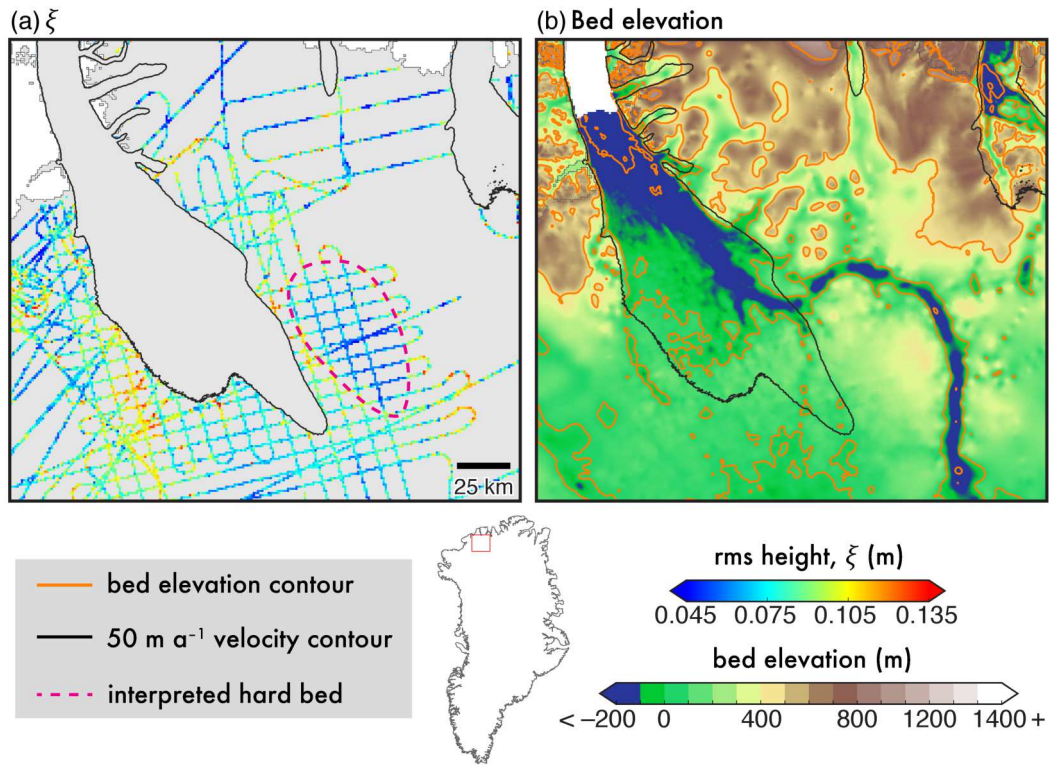 (a) ξ
(b) Bed elevation
25 km
bed elevation contour
50 m a⁻¹ velocity contour
interpreted hard bed
rms height, ξ (m)
0.045 0.075 0.105 0.135
bed elevation (m)
< −200 0 400 800 1200 1400 +